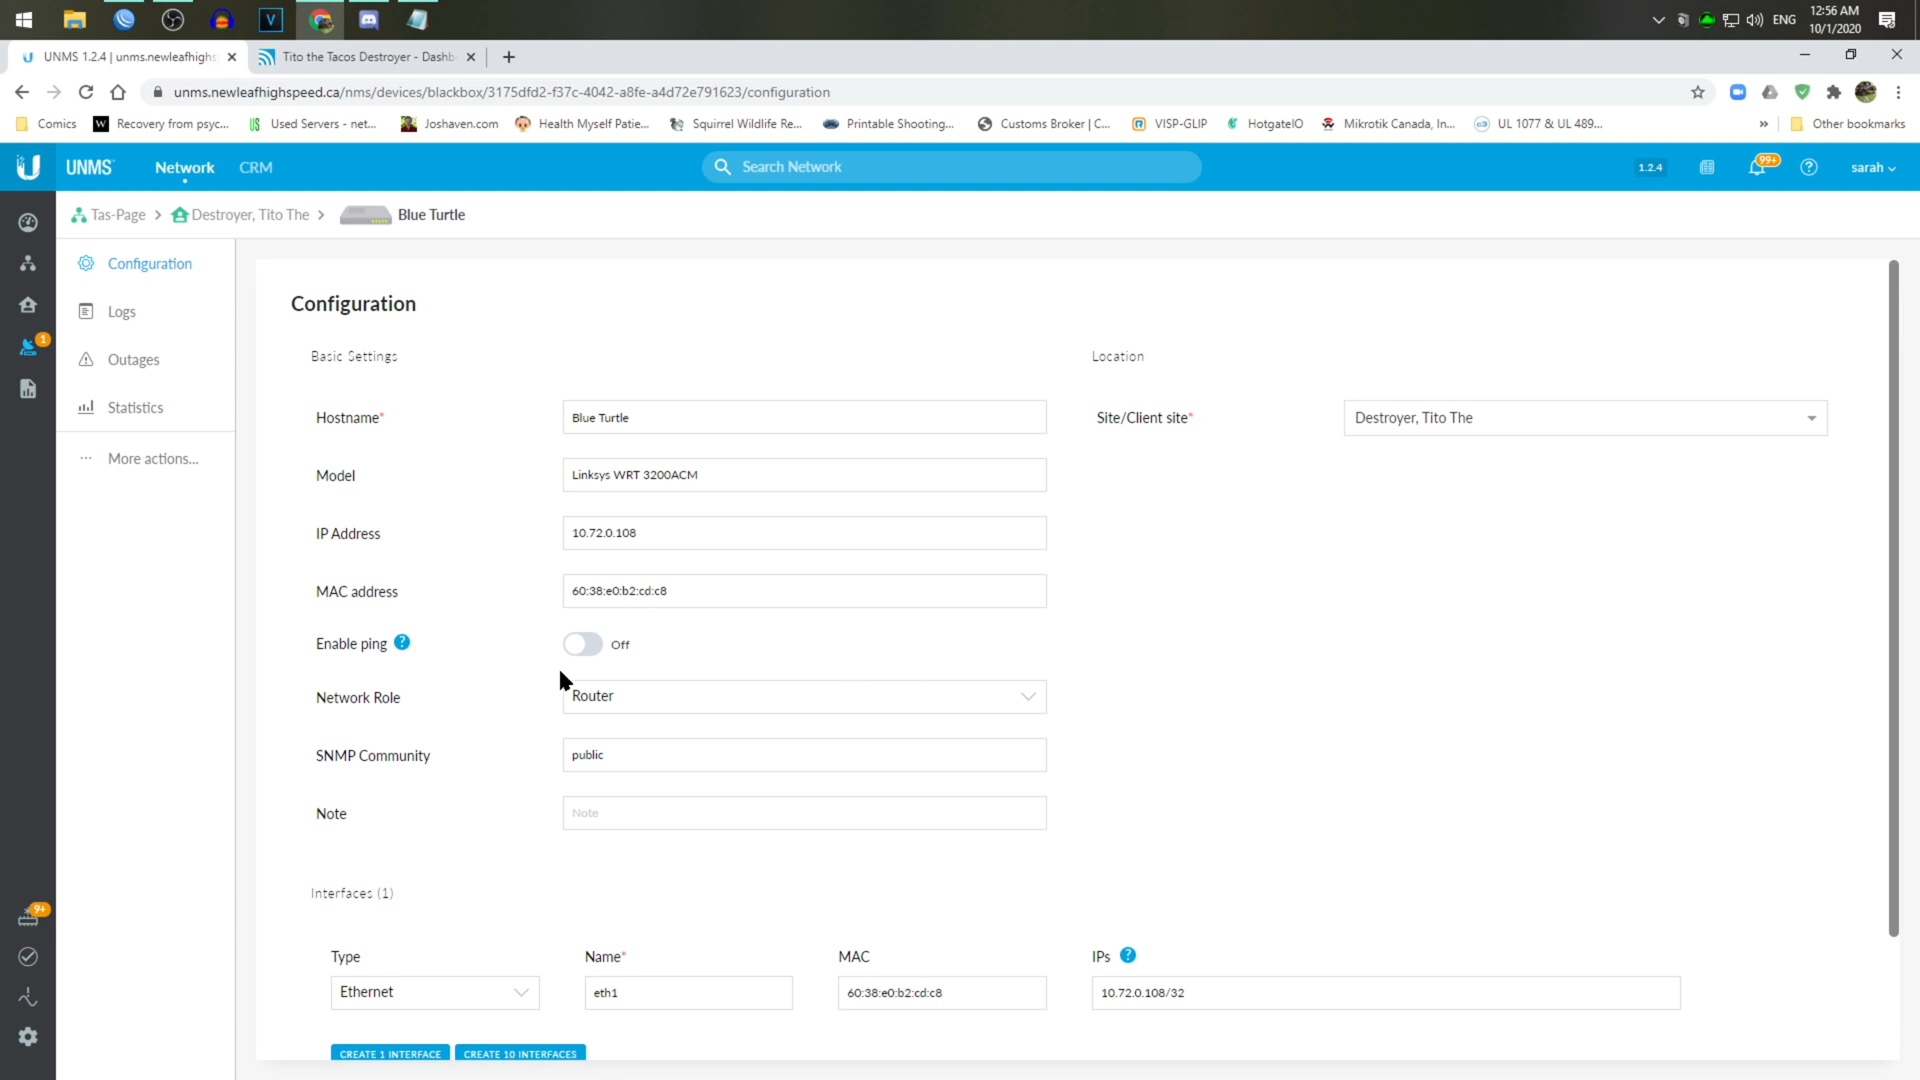 ENG
12:56 AM
10/1/2020
UNMS 1.2.4 | unms.newleafhighs
Tito the Tacos Destroyer - Dashb
unms.newleafhighspeed.ca/nms/devices/blackbox/3175dfd2-f37c-4042-a8fe-a4d72e791623/configuration
Comics
Recovery from psyc...
Used Servers - net...
Joshaven.com
Health Myself Patie...
Squirrel Wildlife Re...
Printable Shooting...
Customs Broker | C...
VISP-GLIP
HotgateIO
Mikrotik Canada, In...
UL 1077 & UL 489...
» Other bookmarks
UNMS
Network
CRM
Search Network
1.2.4
99+
sarah
Tas-Page > Destroyer, Tito The > Blue Turtle
Configuration
Logs
Outages
Statistics
More actions...
1
9+
Configuration
Basic Settings
Location
Hostname*
Blue Turtle
Site/Client site*
Destroyer, Tito The
Model
Linksys WRT 3200ACM
IP Address
10.72.0.108
MAC address
60:38:e0:b2:cd:c8
Enable ping ?
Off
Network Role
Router
SNMP Community
public
Note
Note
Interfaces (1)
Type
Name*
MAC
IPs ?
Ethernet
eth1
60:38:e0:b2:cd:c8
10.72.0.108/32
CREATE 1 INTERFACE
CREATE 10 INTERFACES